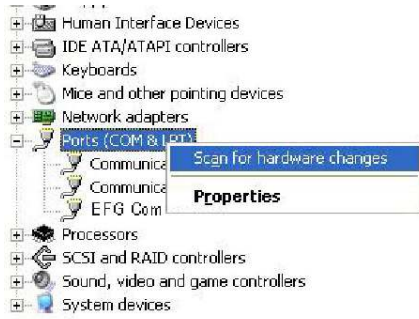 Human Interface Devices
IDE ATA/ATAPI controllers
Keyboards
Mice and other pointing devices
Network adapters
Ports (COM & LPT)
Scan for hardware changes
Communica
Communica
Properties
EFG Com
Processors
SCSI and RAID controllers
Sound, video and game controllers
System devices